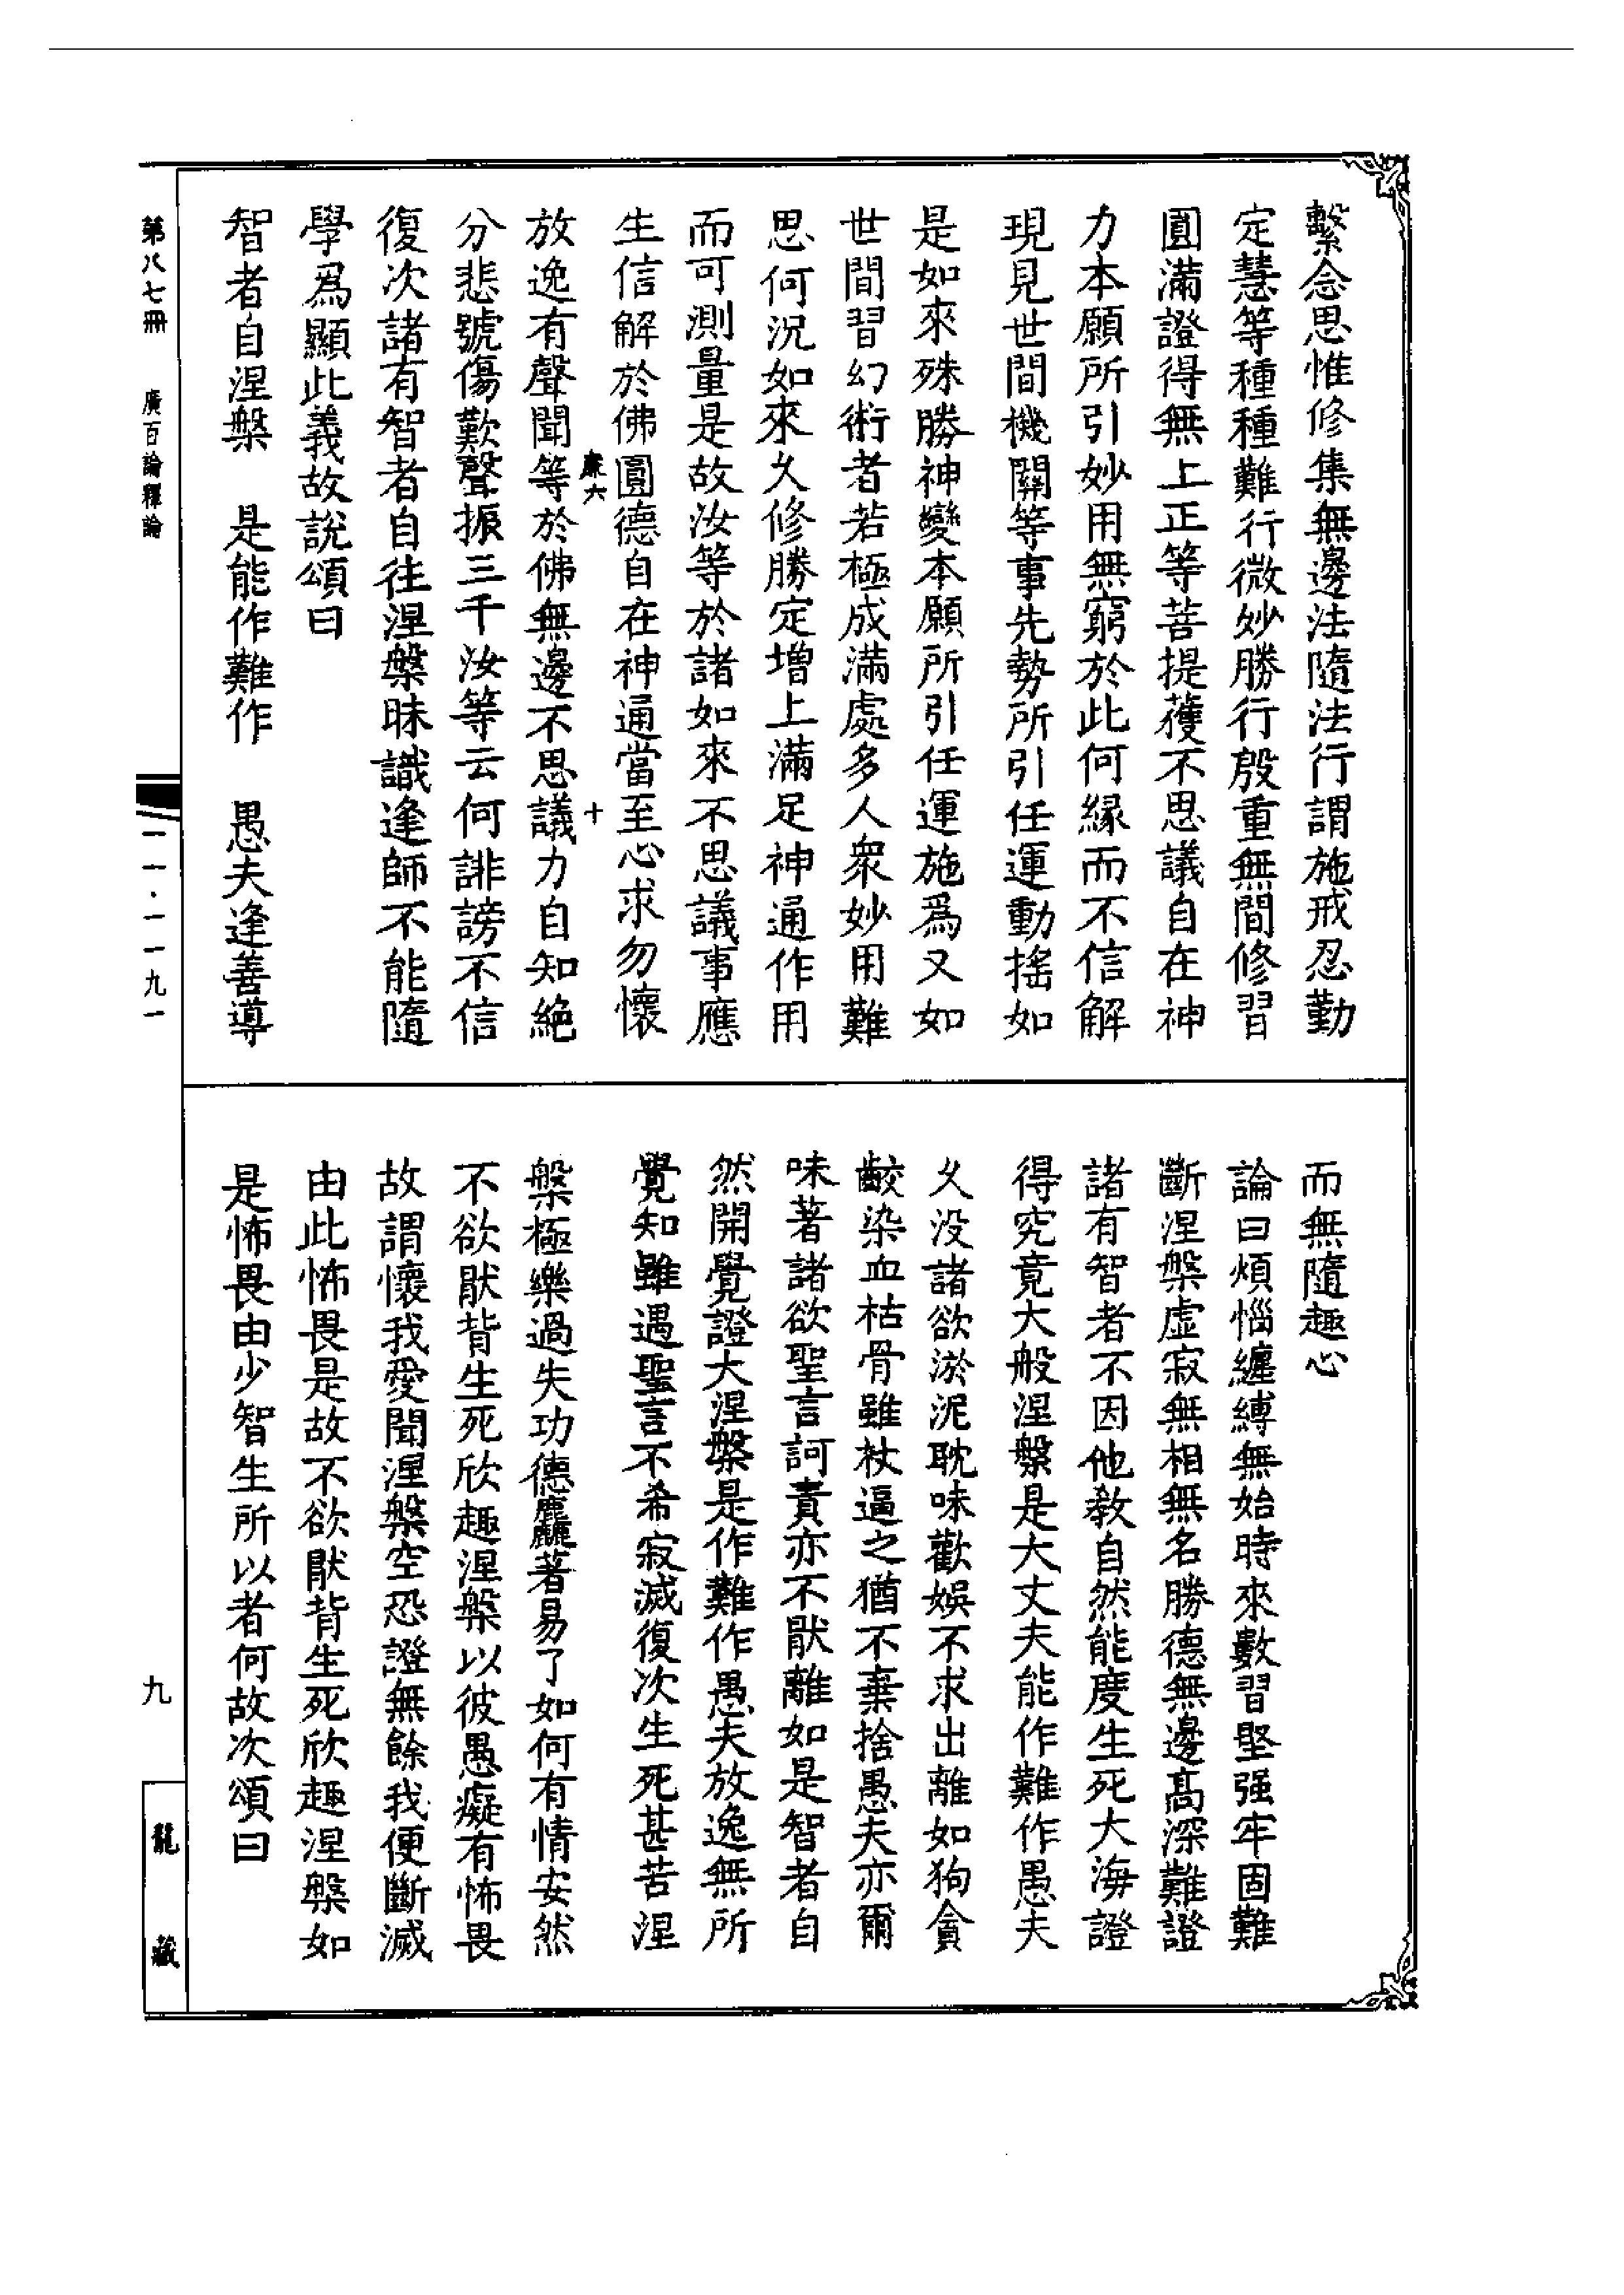 繫念思惟修集無邊法隨法行謂施戒忍勤
定慧等種種難行微妙勝行殷重無間修習
圓滿證得無上正等菩提獲不思議自在神
力本願所引妙用無窮於此何緣而不信解
現見世間機關等事先勢所引任運動搖如
是如來殊勝神變本願所引任運施爲又如
世間習幻術者若極成滿處多人衆妙用難
思何況如來久修勝定增上滿足神通作用
而可測量是故汝等於諸如來不思議事應
生信解於佛圓德自在神通當至心求勿懷
六 十
放逸有聲聞等於佛無邊不思議力自知絕
分悲號傷歎聲振三千汝等云何誹謗不信
復次諸有智者自往涅槃昧識逢師不能隨
學爲顯此義故說頌曰
智者自涅槃 是能作難作 愚夫逢善導
而無隨趣心
論曰煩惱纏縛無始時來數習堅强牢固難
斷涅槃虛寂無相無名勝德無邊高深難證
諸有智者不因他教自然能度生死大海證
得究竟大般涅槃是大丈夫能作難作愚夫
久没諸欲淤泥耽味歡娛不求出離如狗貪
齩染血枯骨雖杖逼之猶不棄捨愚夫亦爾
味著諸欲聖言訶責亦不猒離如是智者自
然開覺證大涅槃是作難作愚夫放逸無所
覺知雖遇聖言不希寂滅復次生死甚苦涅
槃極樂過失功德麤著易了如何有情安然
不欲猒背生死欣趣涅槃以彼愚癡有怖畏
故謂懷我愛聞涅槃空恐證無餘我便斷滅
由此怖畏是故不欲猒背生死欣趣涅槃如
是怖畏由少智生所以者何故次頌曰
第八七冊 廣百論釋論
一一·一一九一
九
龍藏